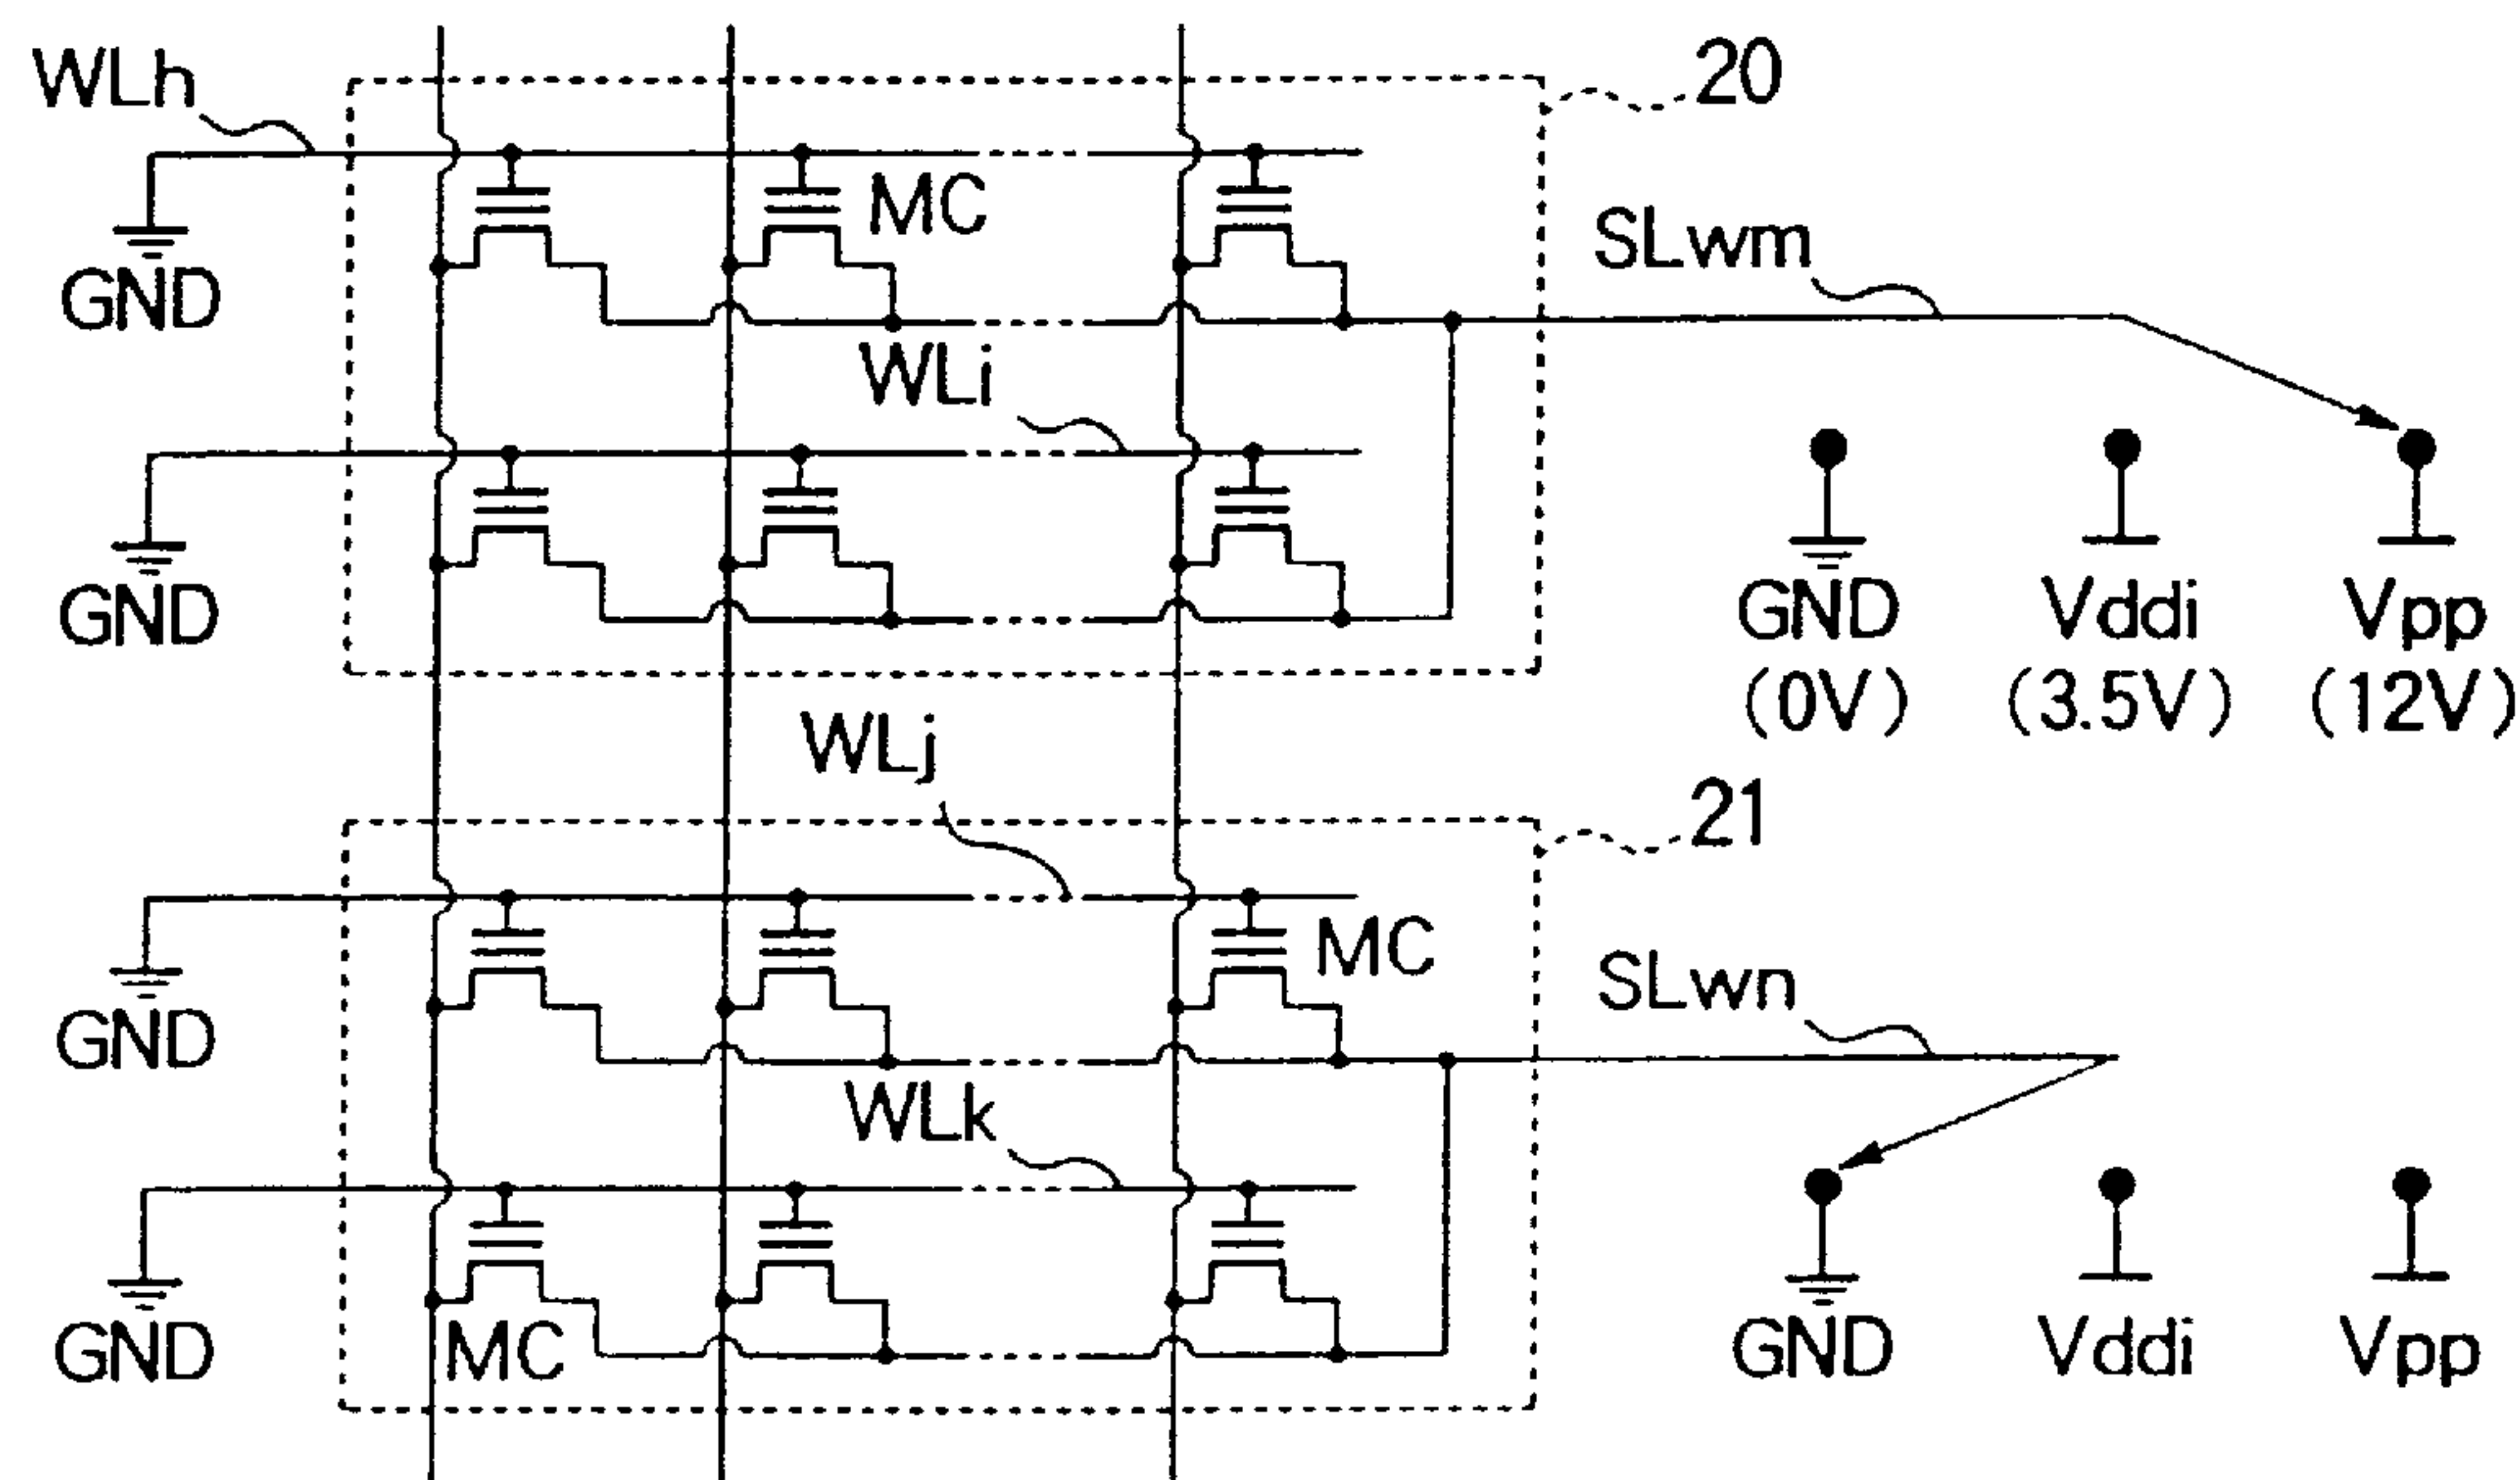 WLh
20
MC
SLwm
GND
WLi
GND
GND
Vddi
Vpp
(0V)
(3.5V)
(12V)
WLj
21
MC
SLwn
GND
WLk
GND
MC
GND
Vddi
Vpp